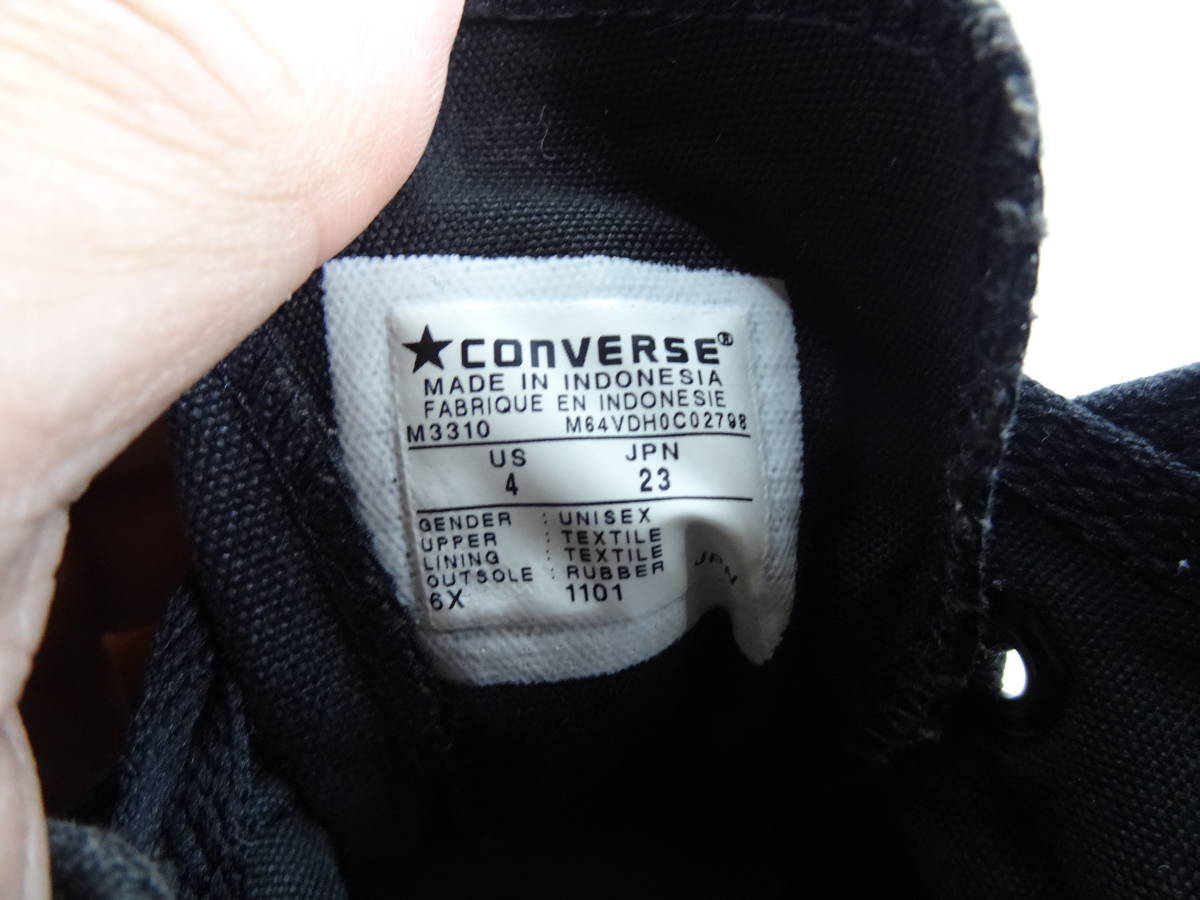 CONVERSE®
MADE IN INDONESIA
FABRIQUE EN INDONESIE
M3310 M64VDH0C02798
US JPN
4 23
GENDER : UNISEX
UPPER : TEXTILE
LINING : TEXTILE
OUTSOLE : RUBBER
6X 1101 JPN